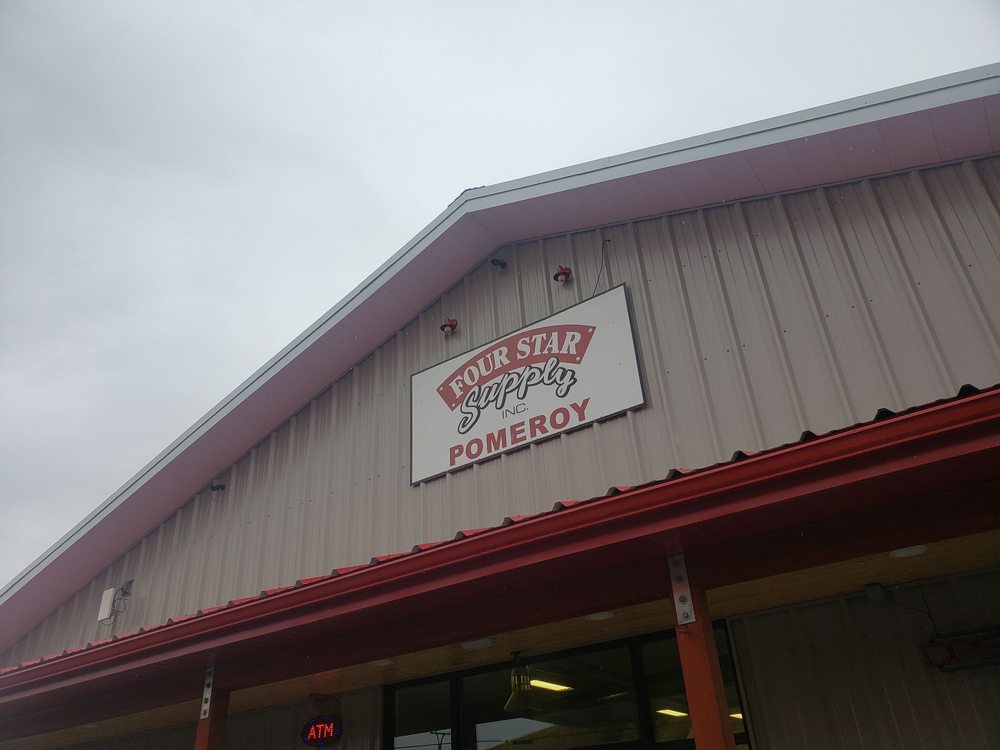 FOUR STAR
Supply
INC.
POMEROY
ATM